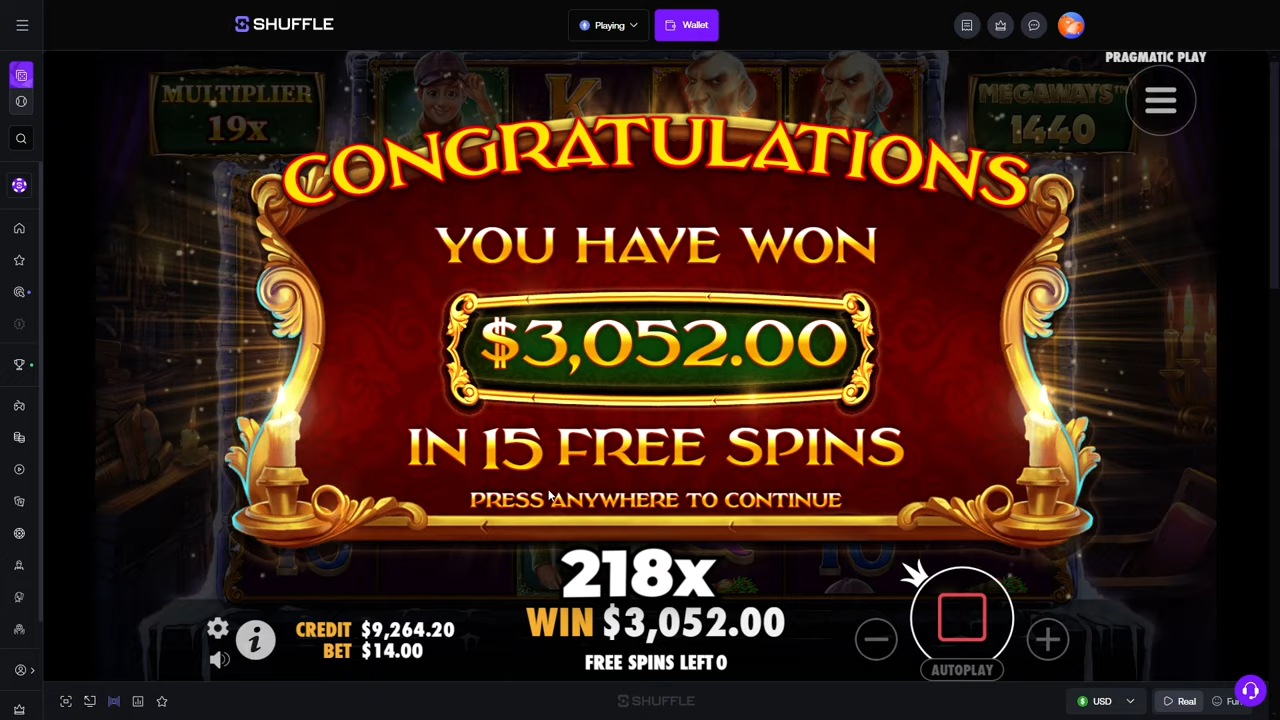 SHUFFLE
Playing
Wallet
PRAGMATIC PLAY
MULTIPLIER
19x
K
MEGAWAYS™
1440
CONGRATULATIONS
YOU HAVE WON
$3,052.00
IN 15 FREE SPINS
PRESS ANYWHERE TO CONTINUE
218x
WIN $3,052.00
CREDIT $9,264.20
BET $14.00
FREE SPINS LEFT 0
AUTOPLAY
SHUFFLE
USD
Real